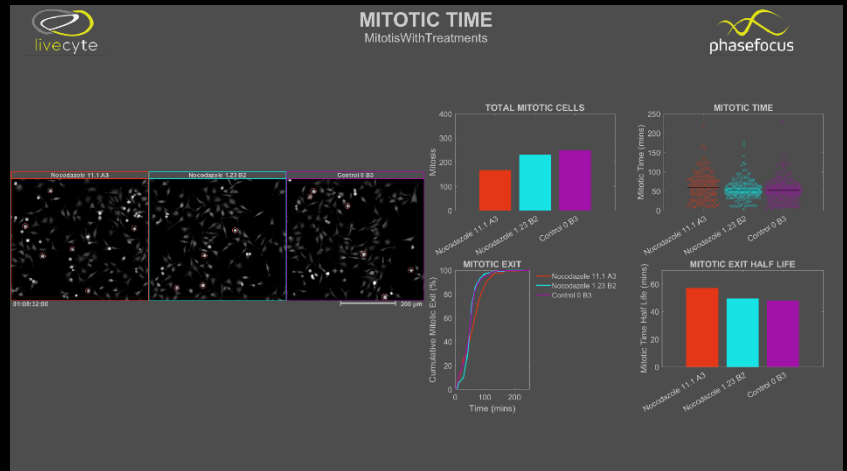 livecyte
MITOTIC TIME
MitotisWithTreatments
phasefocus
Nocodazole 11.1 A3
Nocodazole 1.23 B2
Control 0 B3
01:08:32:00
200 µm
TOTAL MITOTIC CELLS
Mitosis
400
300
200
100
0
Nocodazole 11.1 A3
Nocodazole 1.23 B2
Control 0 B3
MITOTIC TIME
Mitotic Time (mins)
250
200
150
100
50
0
Nocodazole 11.1 A3
Nocodazole 1.23 B2
Control 0 B3
MITOTIC EXIT
Cumulative Mitotic Exit (%)
100
80
60
40
20
0
0
100
200
Time (mins)
Nocodazole 11.1 A3
Nocodazole 1.23 B2
Control 0 B3
MITOTIC EXIT HALF LIFE
Mitotic Time Half Life (mins)
60
40
20
0
Nocodazole 11.1 A3
Nocodazole 1.23 B2
Control 0 B3